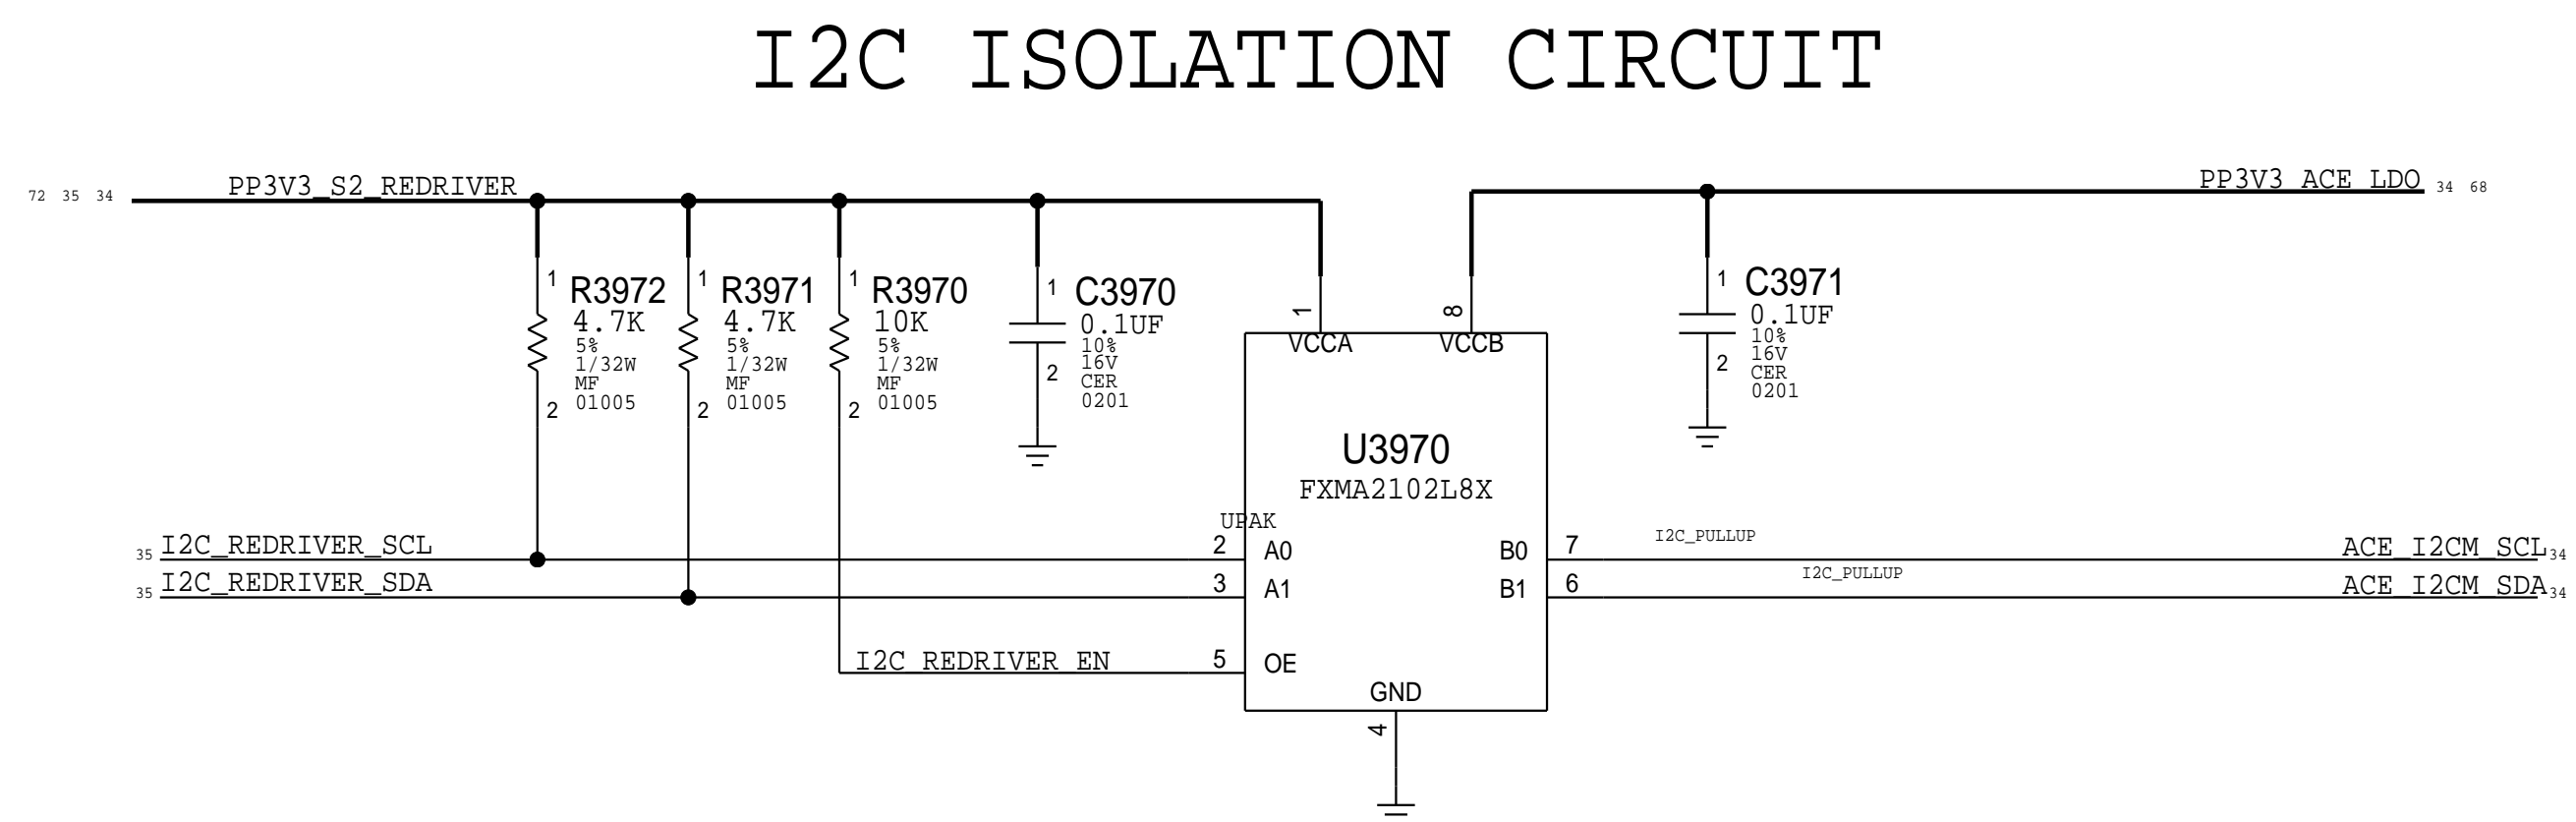 I2C ISOLATION CIRCUIT
72 35 34 PP3V3_S2_REDRIVER
PP3V3_ACE_LDO 34 68
1 R3972
4.7K
5%
1/32W
MF
01005
2
1 R3971
4.7K
5%
1/32W
MF
01005
2
1 R3970
10K
5%
1/32W
MF
01005
2
1 C3970
0.1UF
10%
16V
CER
0201
2
1
VCCA
8
VCCB
1 C3971
0.1UF
10%
16V
CER
0201
2
U3970
FXMA2102L8X
UPAK
35 I2C_REDRIVER_SCL 2 A0
B0 7 I2C_PULLUP ACE_I2CM_SCL 34
35 I2C_REDRIVER_SDA 3 A1
B1 6 I2C_PULLUP ACE_I2CM_SDA 34
I2C_REDRIVER_EN 5 OE
GND
4